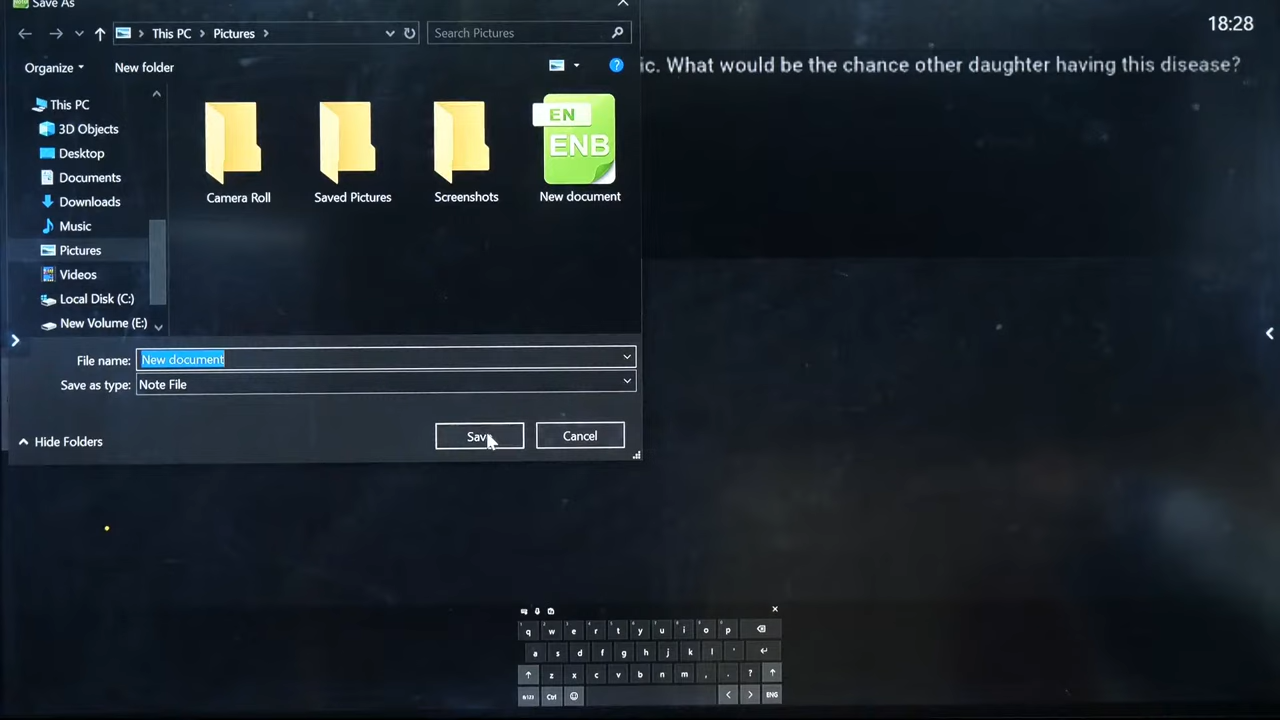 Save As
18:28
This PC > Pictures >
Search Pictures
ic. What would be the chance other daughter having this disease?
Organize
New folder
This PC
3D Objects
Desktop
Documents
Downloads
Music
Pictures
Videos
Local Disk (C:)
New Volume (E:)
EN
ENB
Camera Roll
Saved Pictures
Screenshots
New document
File name: New document
Save as type: Note File
Hide Folders
Save
Cancel
q w e r t y u i o p
a s d f g h j k l '
z x c v b n m , . ?
&123 Ctrl ENG